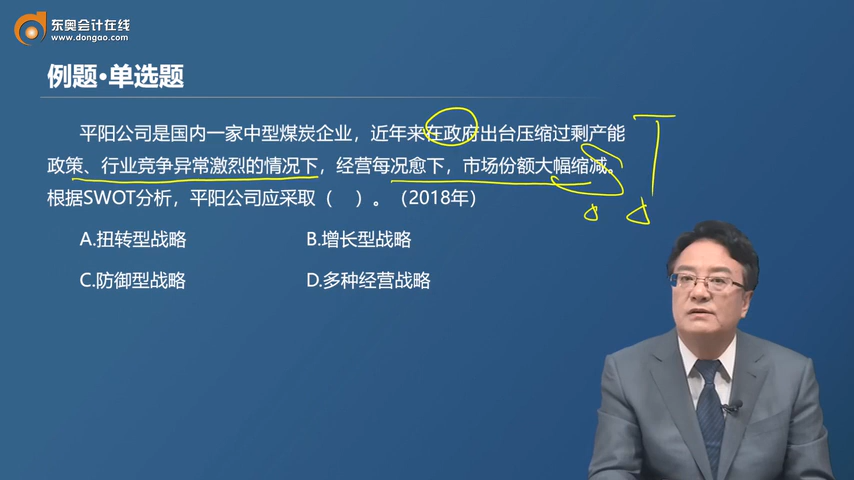 东奥会计在线
www.dongao.com
例题·单选题
平阳公司是国内一家中型煤炭企业，近年来在政府出台压缩过剩产能
政策、行业竞争异常激烈的情况下，经营每况愈下，市场份额大幅缩减。
根据SWOT分析，平阳公司应采取（ ）。（2018年）
A.扭转型战略 B.增长型战略
C.防御型战略 D.多种经营战略